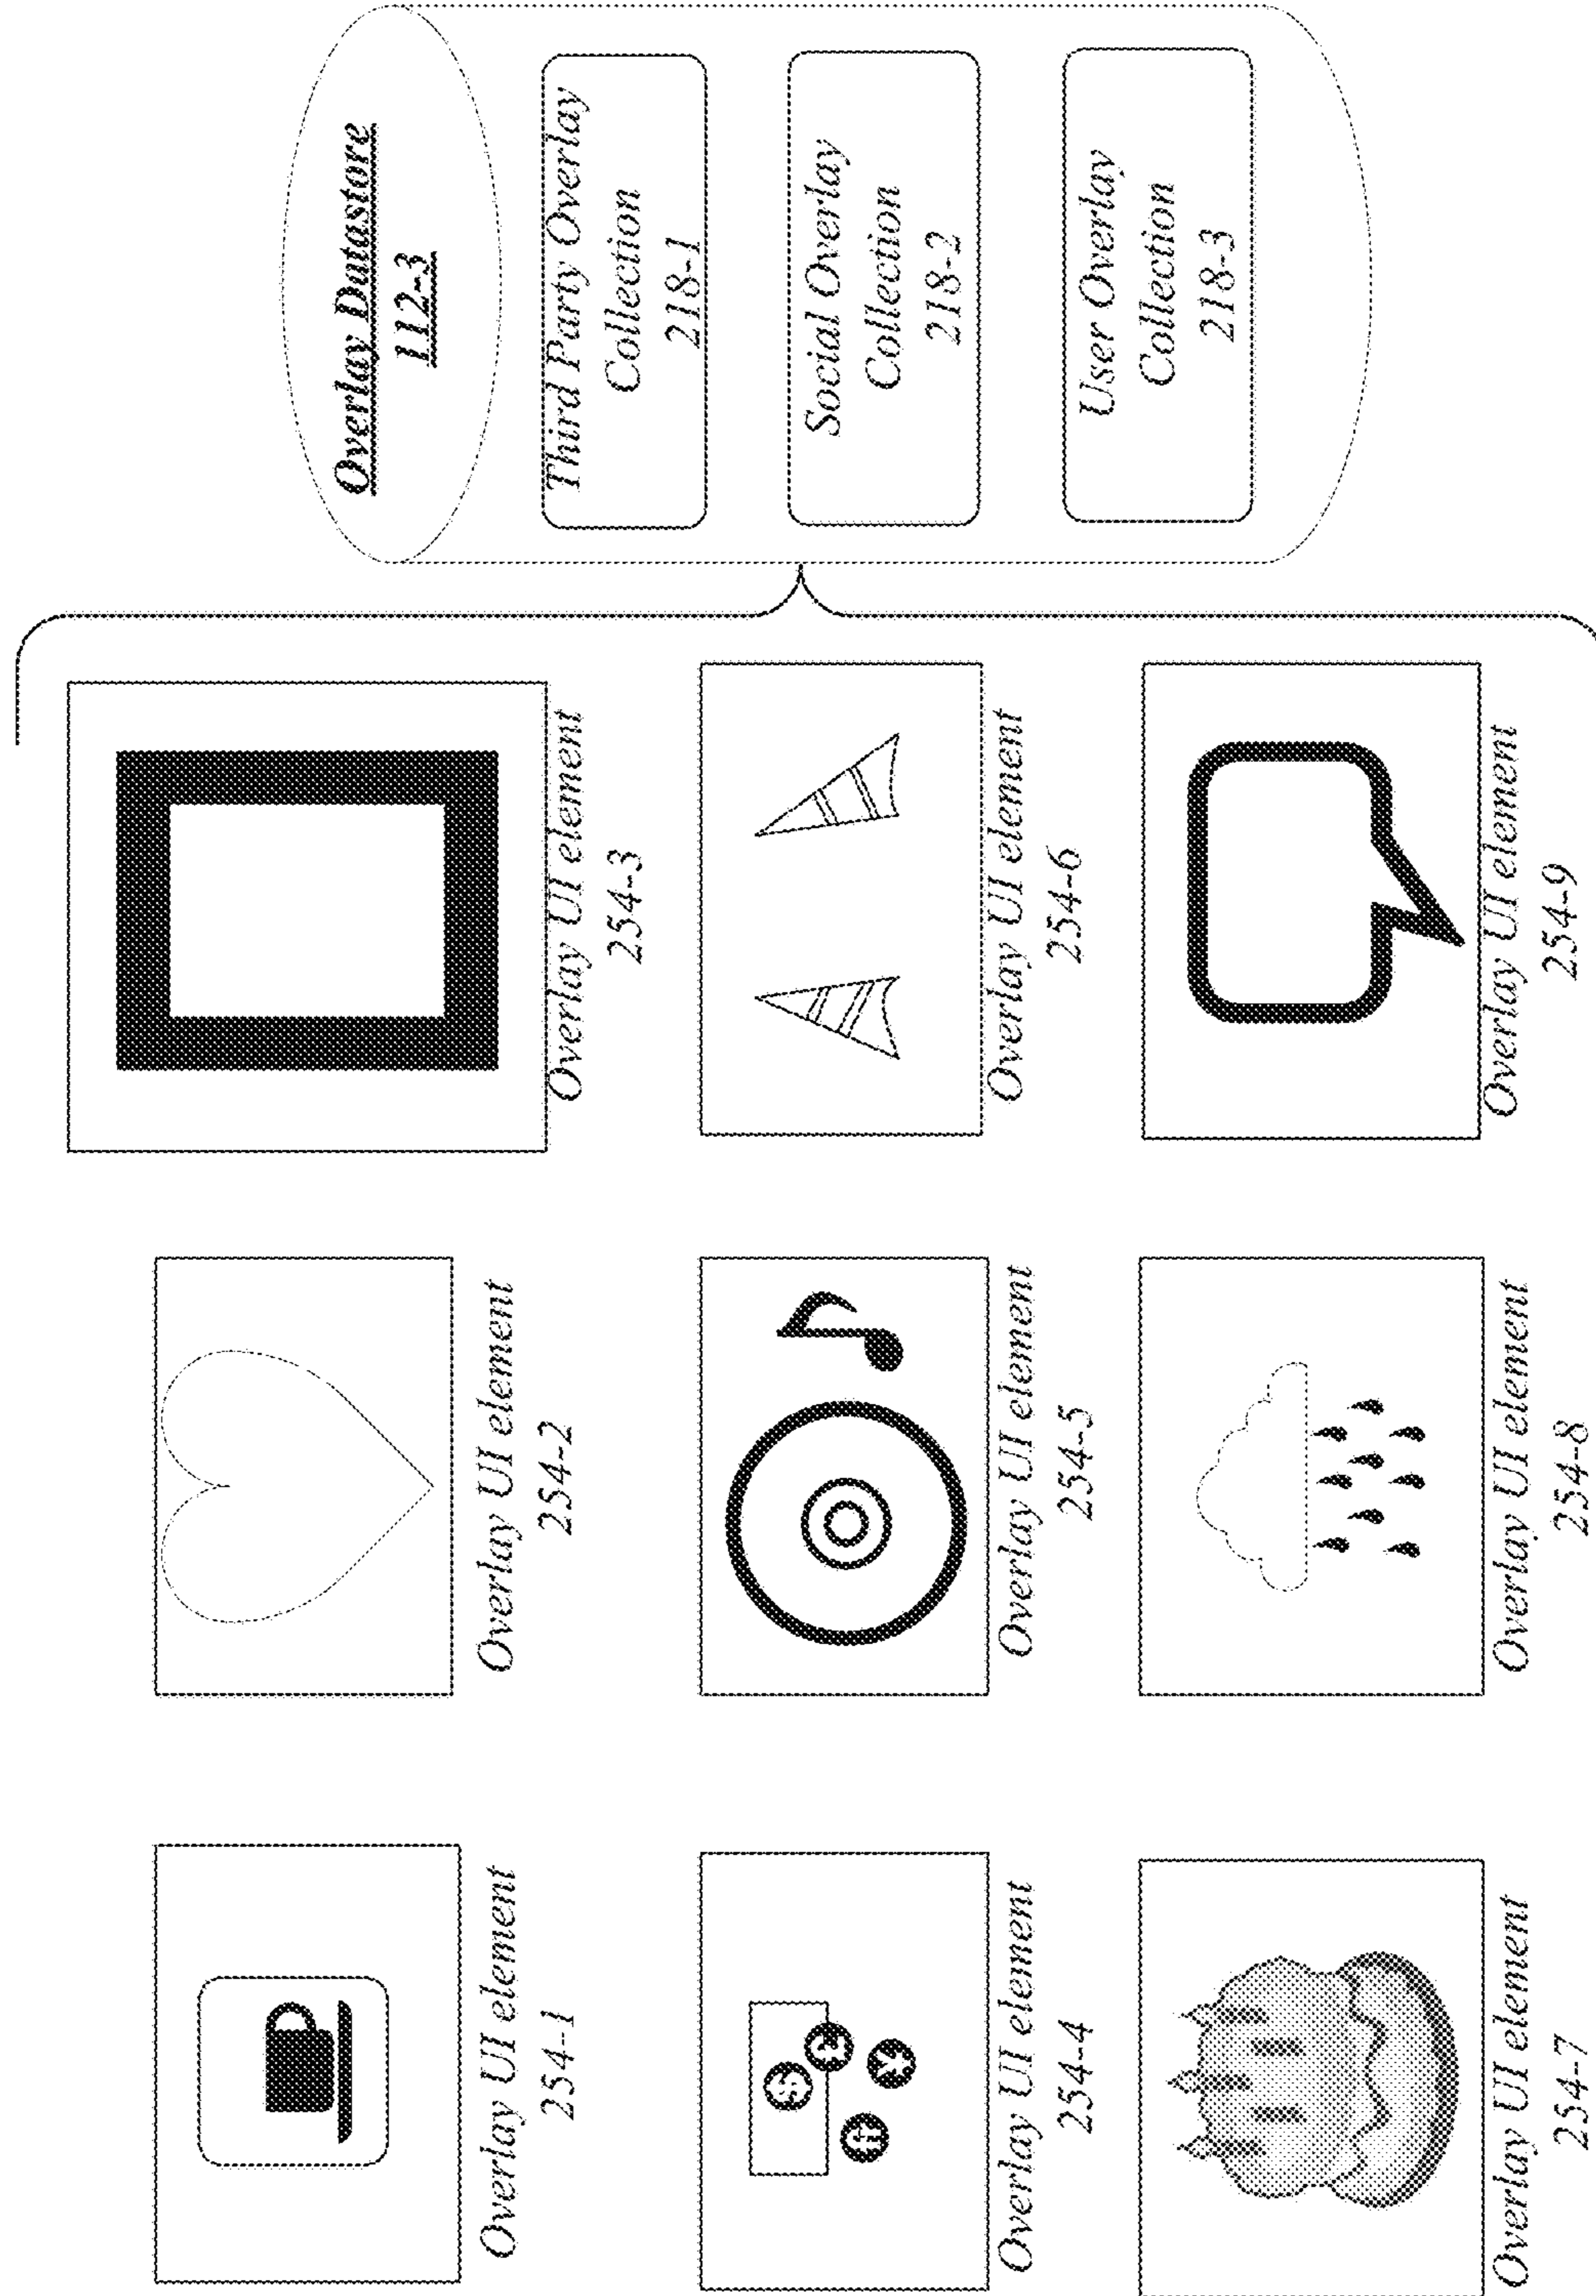 Overlay UI element
254-1
Overlay UI element
254-2
Overlay UI element
254-3
$
£
¥
Overlay UI element
254-4
Overlay UI element
254-5
Overlay UI element
254-6
Overlay UI element
254-7
Overlay UI element
254-8
Overlay UI element
254-9
Overlay Datastore
112-3
Third Party Overlay
Collection
218-1
Social Overlay
Collection
218-2
User Overlay
Collection
218-3